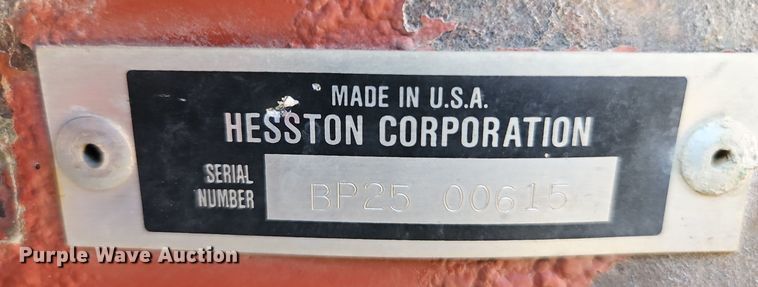 MADE IN U.S.A.
HESSTON CORPORATION
SERIAL NUMBER
BP25 00615
Purple Wave Auction